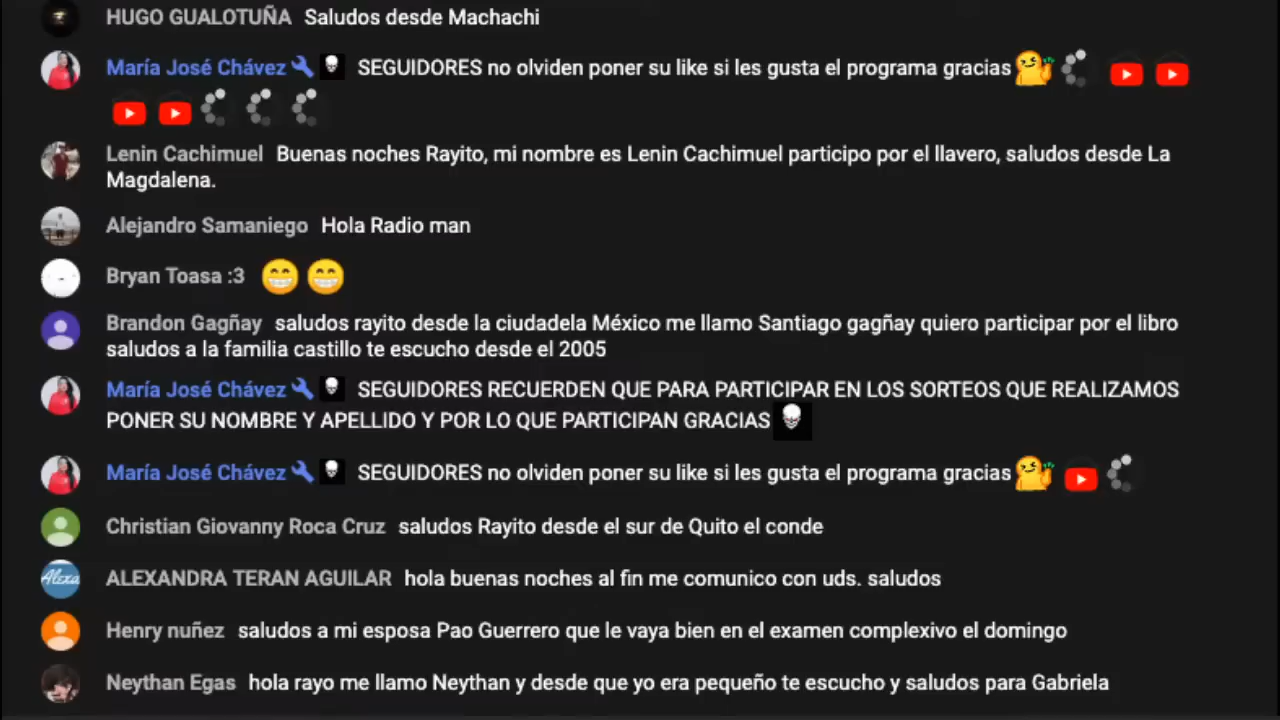 HUGO GUALOTUÑA Saludos desde Machachi
María José Chávez SEGUIDORES no olviden poner su like si les gusta el programa gracias
Lenin Cachimuel Buenas noches Rayito, mi nombre es Lenin Cachimuel participo por el llavero, saludos desde La
Magdalena.
Alejandro Samaniego Hola Radio man
Bryan Toasa :3 😁😁
Brandon Gagñay saludos rayito desde la ciudadela México me llamo Santiago gagñay quiero participar por el libro
saludos a la familia castillo te escucho desde el 2005
María José Chávez SEGUIDORES RECUERDEN QUE PARA PARTICIPAR EN LOS SORTEOS QUE REALIZAMOS
PONER SU NOMBRE Y APELLIDO Y POR LO QUE PARTICIPAN GRACIAS
María José Chávez SEGUIDORES no olviden poner su like si les gusta el programa gracias
Christian Giovanny Roca Cruz saludos Rayito desde el sur de Quito el conde
Alexa
ALEXANDRA TERAN AGUILAR hola buenas noches al fin me comunico con uds. saludos
Henry nuñez saludos a mi esposa Pao Guerrero que le vaya bien en el examen complexivo el domingo
Neythan Egas hola rayo me llamo Neythan y desde que yo era pequeño te escucho y saludos para Gabriela